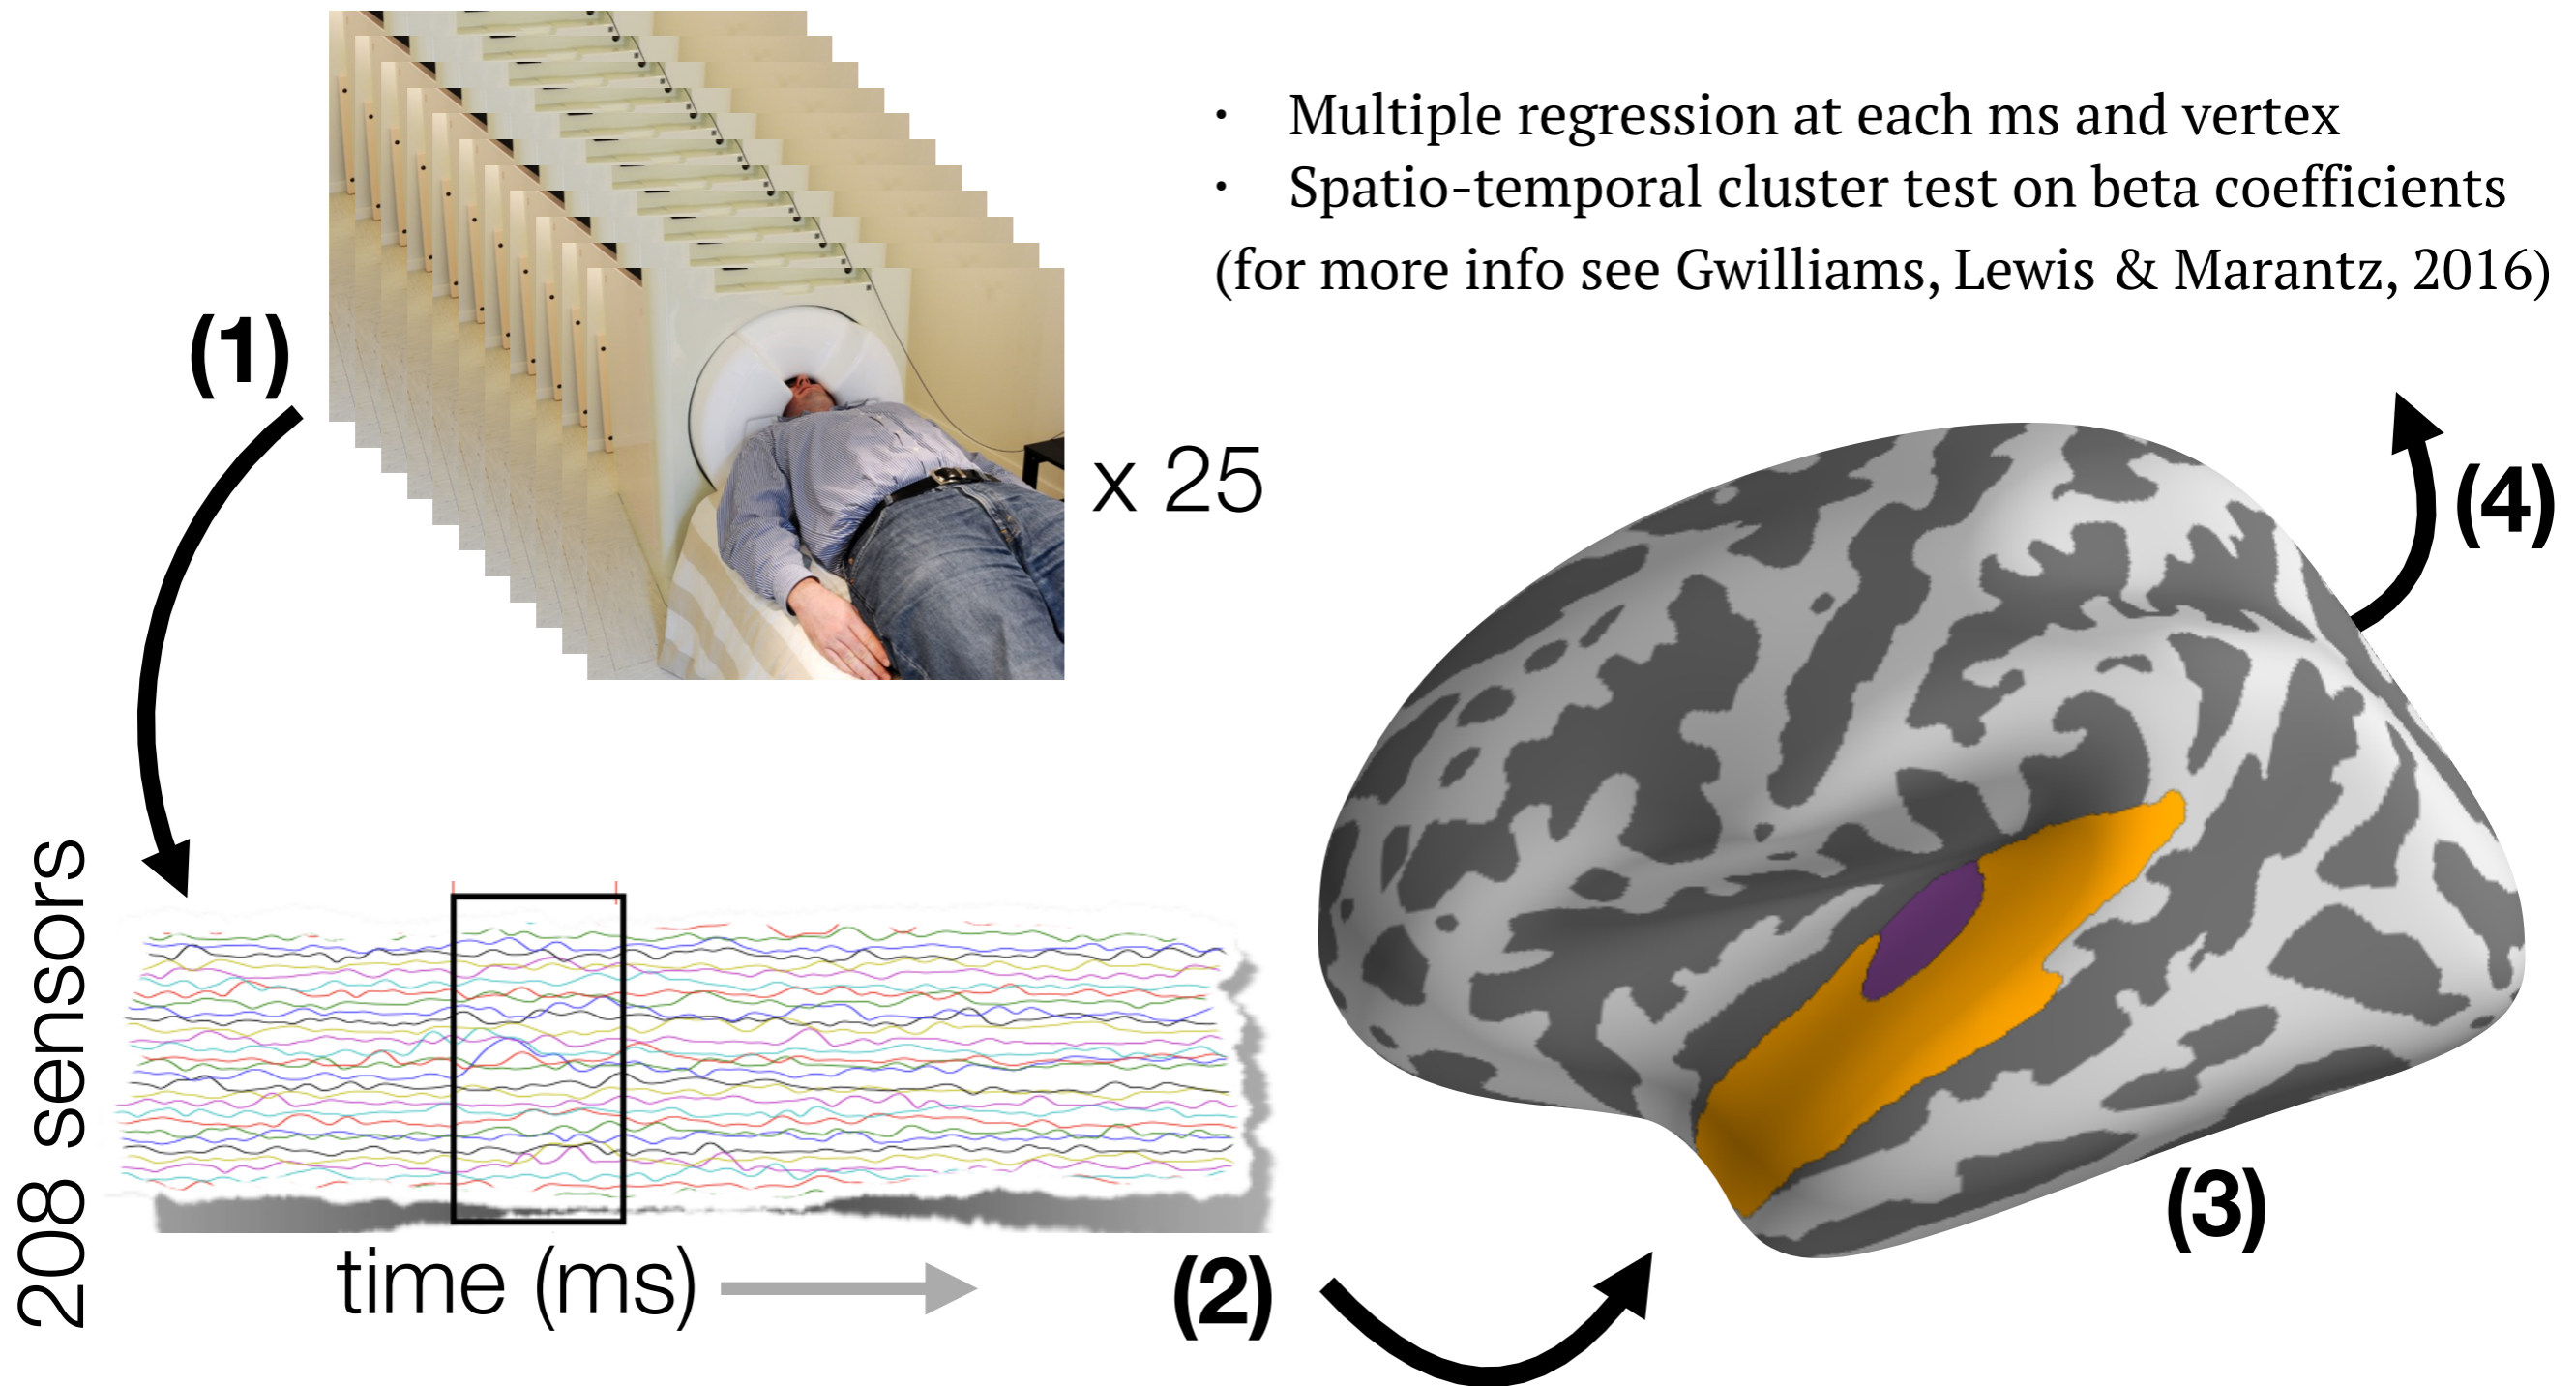 • Multiple regression at each ms and vertex
• Spatio-temporal cluster test on beta coefficients
(for more info see Gwilliams, Lewis & Marantz, 2016)
(1)
x 25
(4)
208 sensors
time (ms)
(2)
(3)